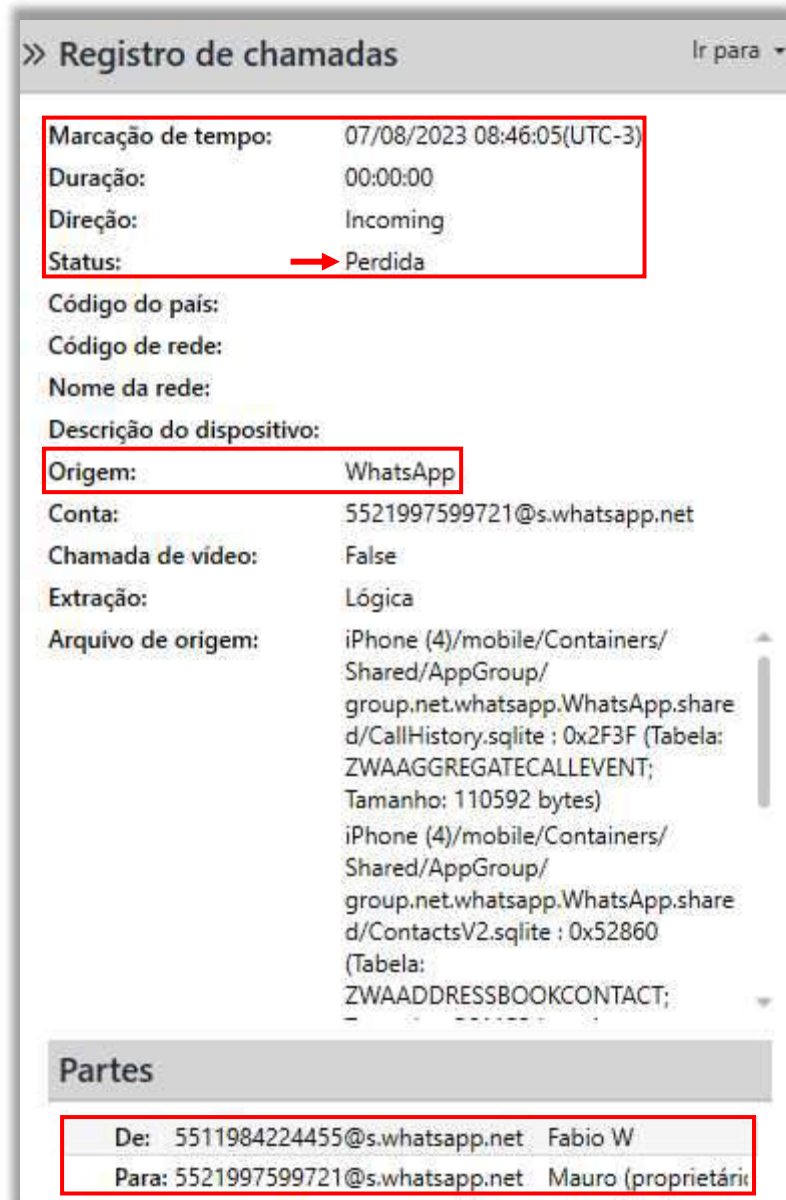 » Registro de chamadas Ir para
Marcação de tempo: 07/08/2023 08:46:05(UTC-3)
Duração: 00:00:00
Direção: Incoming
Status: Perdida
Código do país:
Código de rede:
Nome da rede:
Descrição do dispositivo:
Origem: WhatsApp
Conta: 5521997599721@s.whatsapp.net
Chamada de vídeo: False
Extração: Lógica
Arquivo de origem: iPhone (4)/mobile/Containers/
Shared/AppGroup/
group.net.whatsapp.WhatsApp.share
d/CallHistory.sqlite : 0x2F3F (Tabela:
ZWAAGGREGATECALLEVENT;
Tamanho: 110592 bytes)
iPhone (4)/mobile/Containers/
Shared/AppGroup/
group.net.whatsapp.WhatsApp.share
d/ContactsV2.sqlite : 0x52860
(Tabela:
ZWAADDRESSBOOKCONTACT;
Partes
De: 5511984224455@s.whatsapp.net Fabio W
Para: 5521997599721@s.whatsapp.net Mauro (proprietári